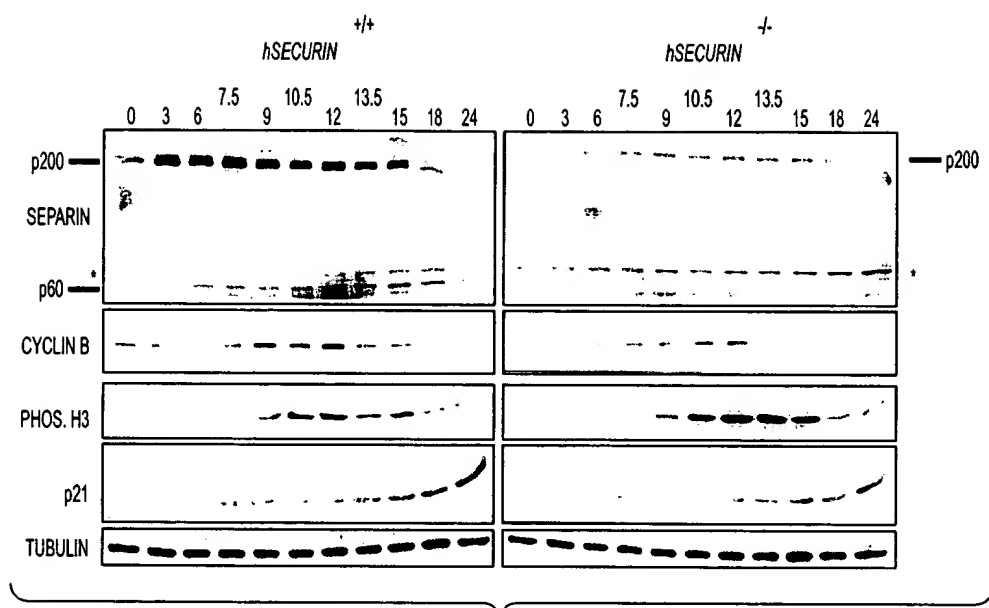 +/+
hSECURIN
-/-
hSECURIN
0 3 6 7.5 9 10.5 12 13.5 15 18 24
0 3 6 7.5 9 10.5 12 13.5 15 18 24
p200
p200
SEPARIN
*
*
p60
CYCLIN B
PHOS. H3
p21
TUBULIN